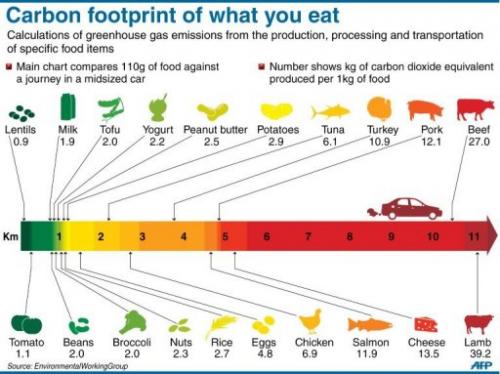 Carbon footprint of what you eat
Calculations of greenhouse gas emissions from the production, processing and transportation
of specific food items
Main chart compares 110g of food against
a journey in a midsized car
Number shows kg of carbon dioxide equivalent
produced per 1kg of food
Lentils Milk Tofu Yogurt Peanut butter Potatoes Tuna Turkey Pork Beef
0.9 1.9 2.0 2.2 2.5 2.9 6.1 10.9 12.1 27.0
Km 1 2 3 4 5 6 7 8 9 10 11
Tomato Beans Broccoli Nuts Rice Eggs Chicken Salmon Cheese Lamb
1.1 2.0 2.0 2.3 2.7 4.8 6.9 11.9 13.5 39.2
Source: EnvironmentalWorkingGroup
AFP